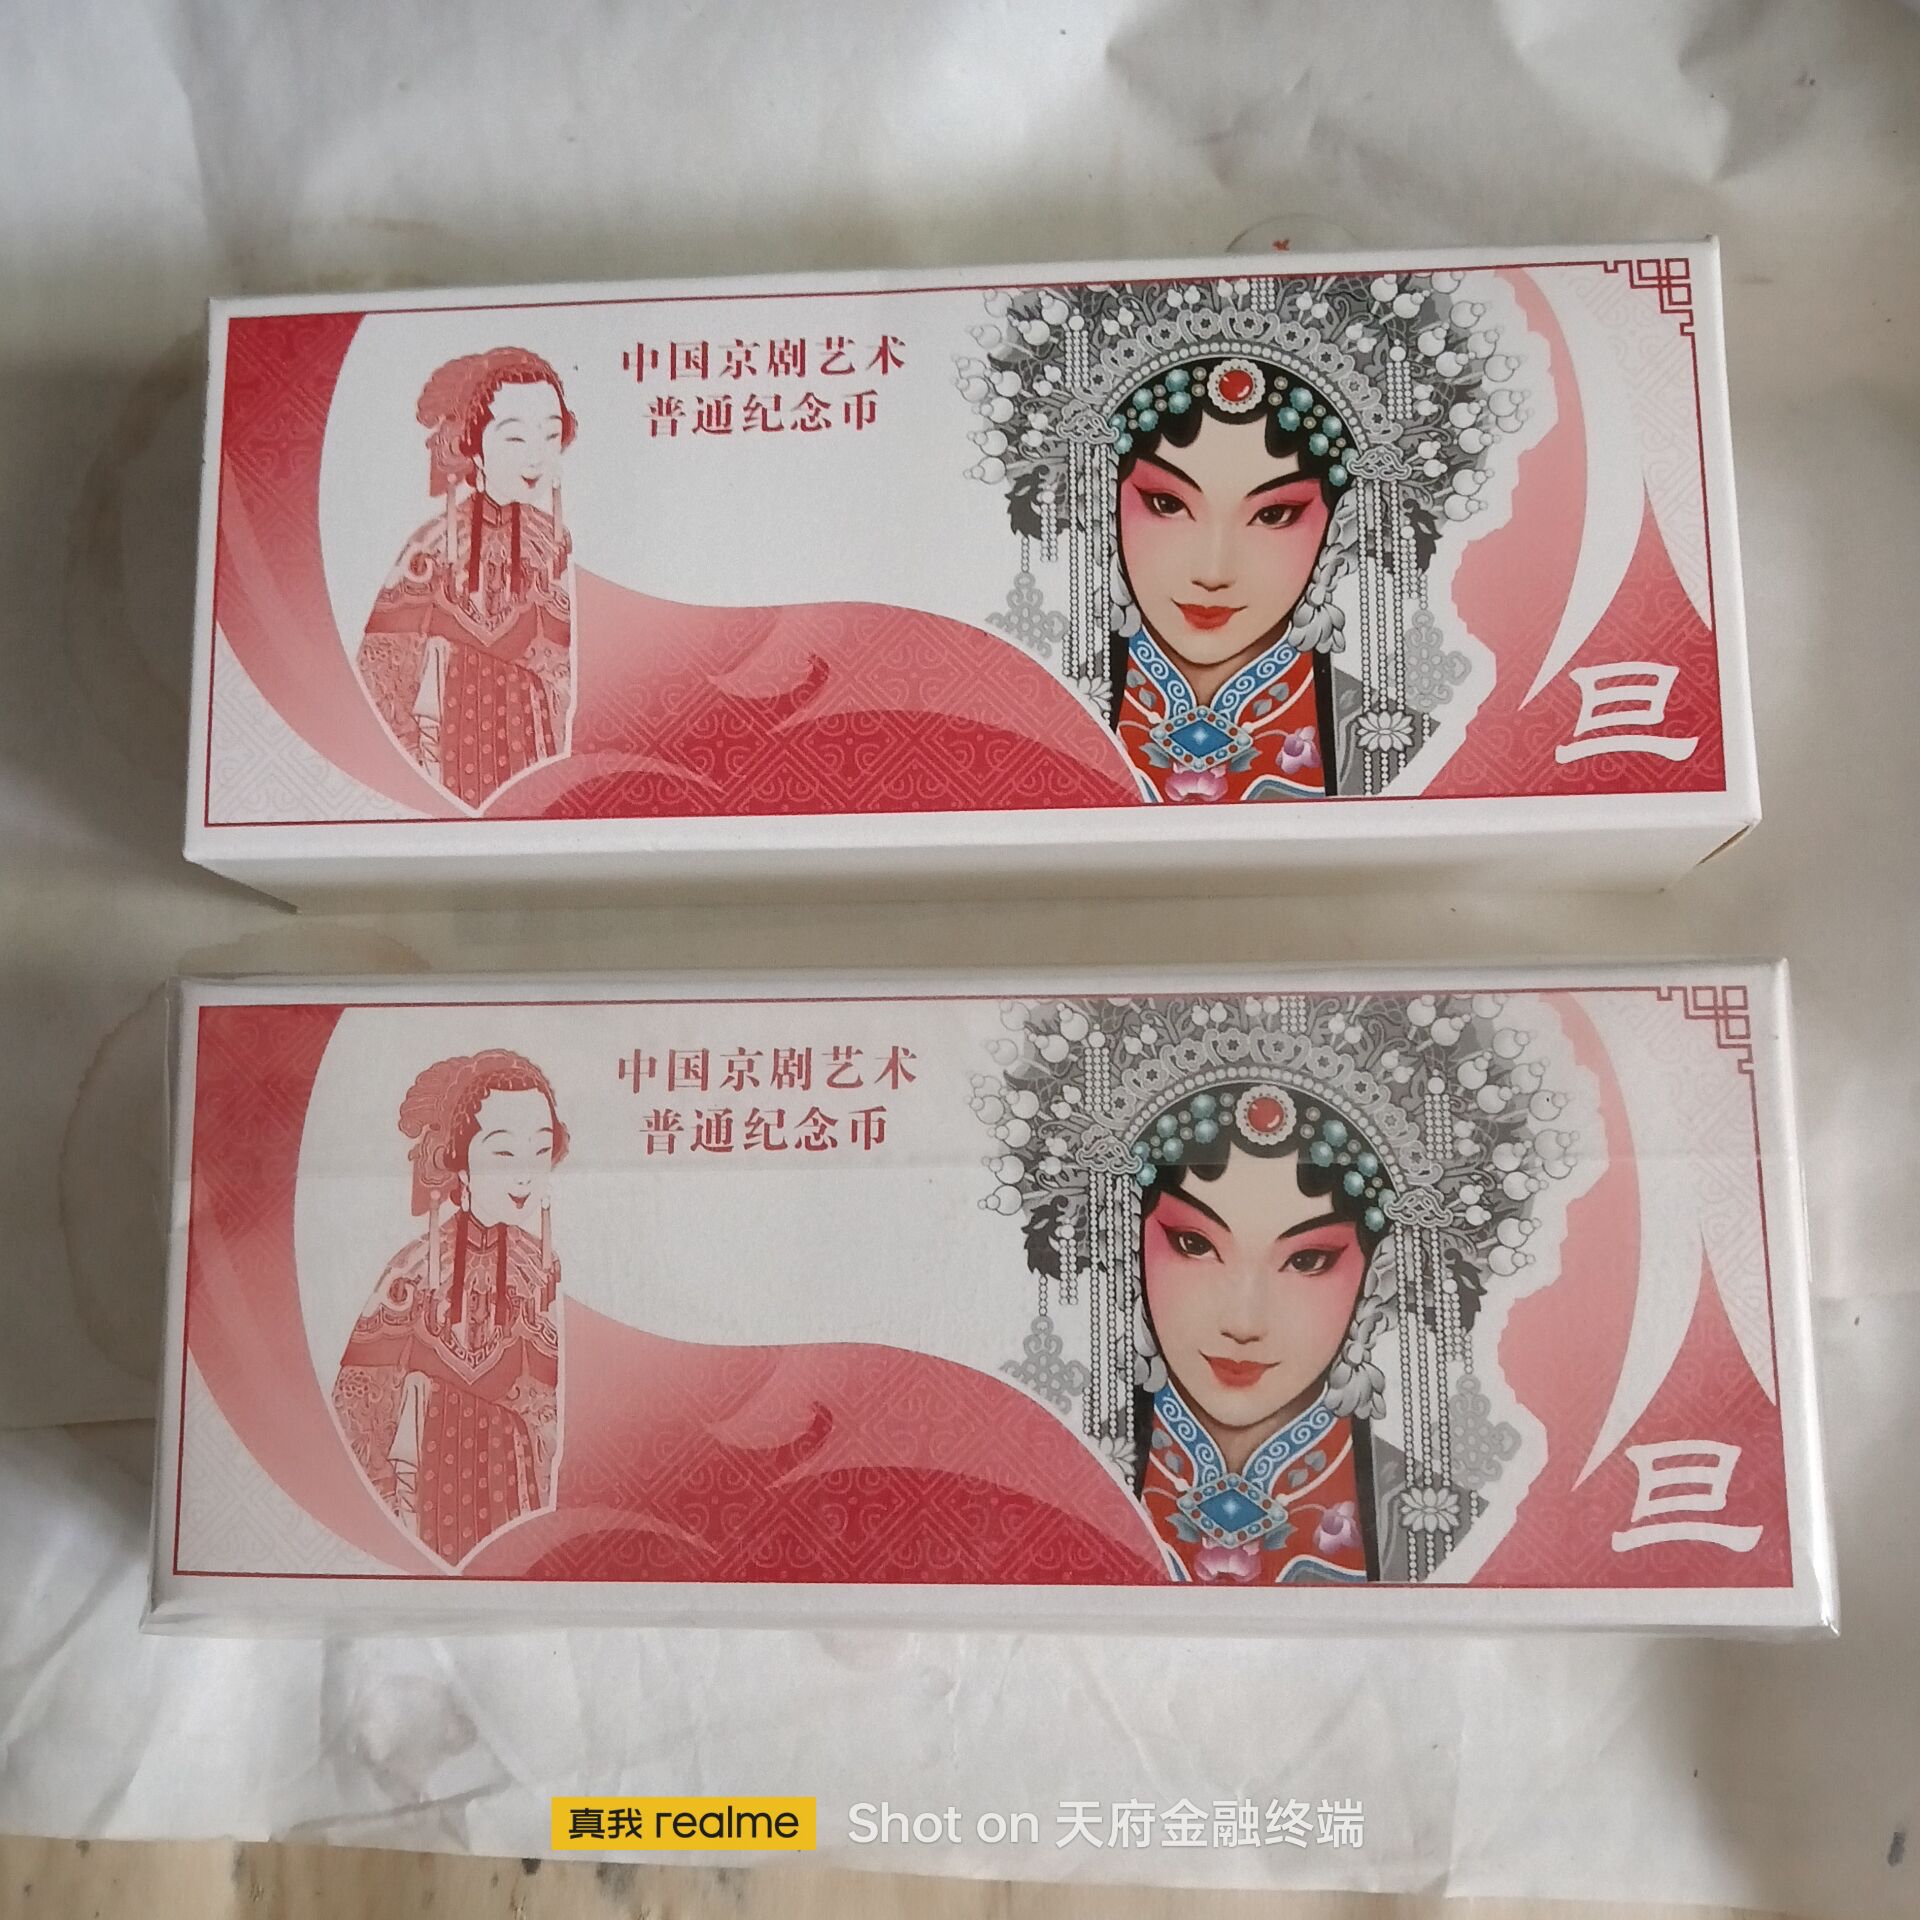 中国京剧艺术
普通纪念币
旦
中国京剧艺术
普通纪念币
旦
真我 realme Shot on 天府金融终端